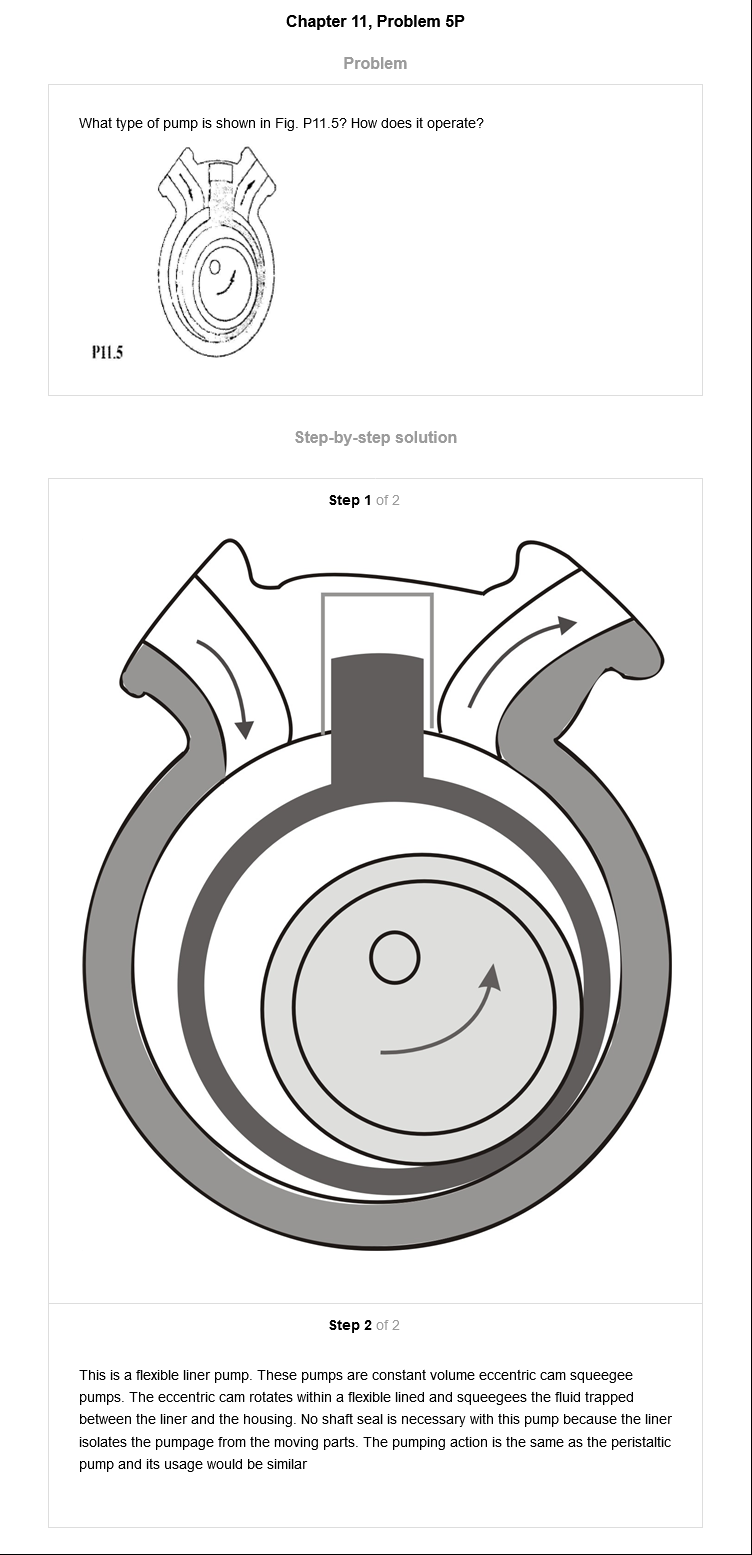 Chapter 11, Problem 5P
Problem
What type of pump is shown in Fig. P11.5? How does it operate?
P11.5
Step-by-step solution
Step 1 of 2
Step 2 of 2
This is a flexible liner pump. These pumps are constant volume eccentric cam squeegee
pumps. The eccentric cam rotates within a flexible lined and squeegees the fluid trapped
between the liner and the housing. No shaft seal is necessary with this pump because the liner
isolates the pumpage from the moving parts. The pumping action is the same as the peristaltic
pump and its usage would be similar